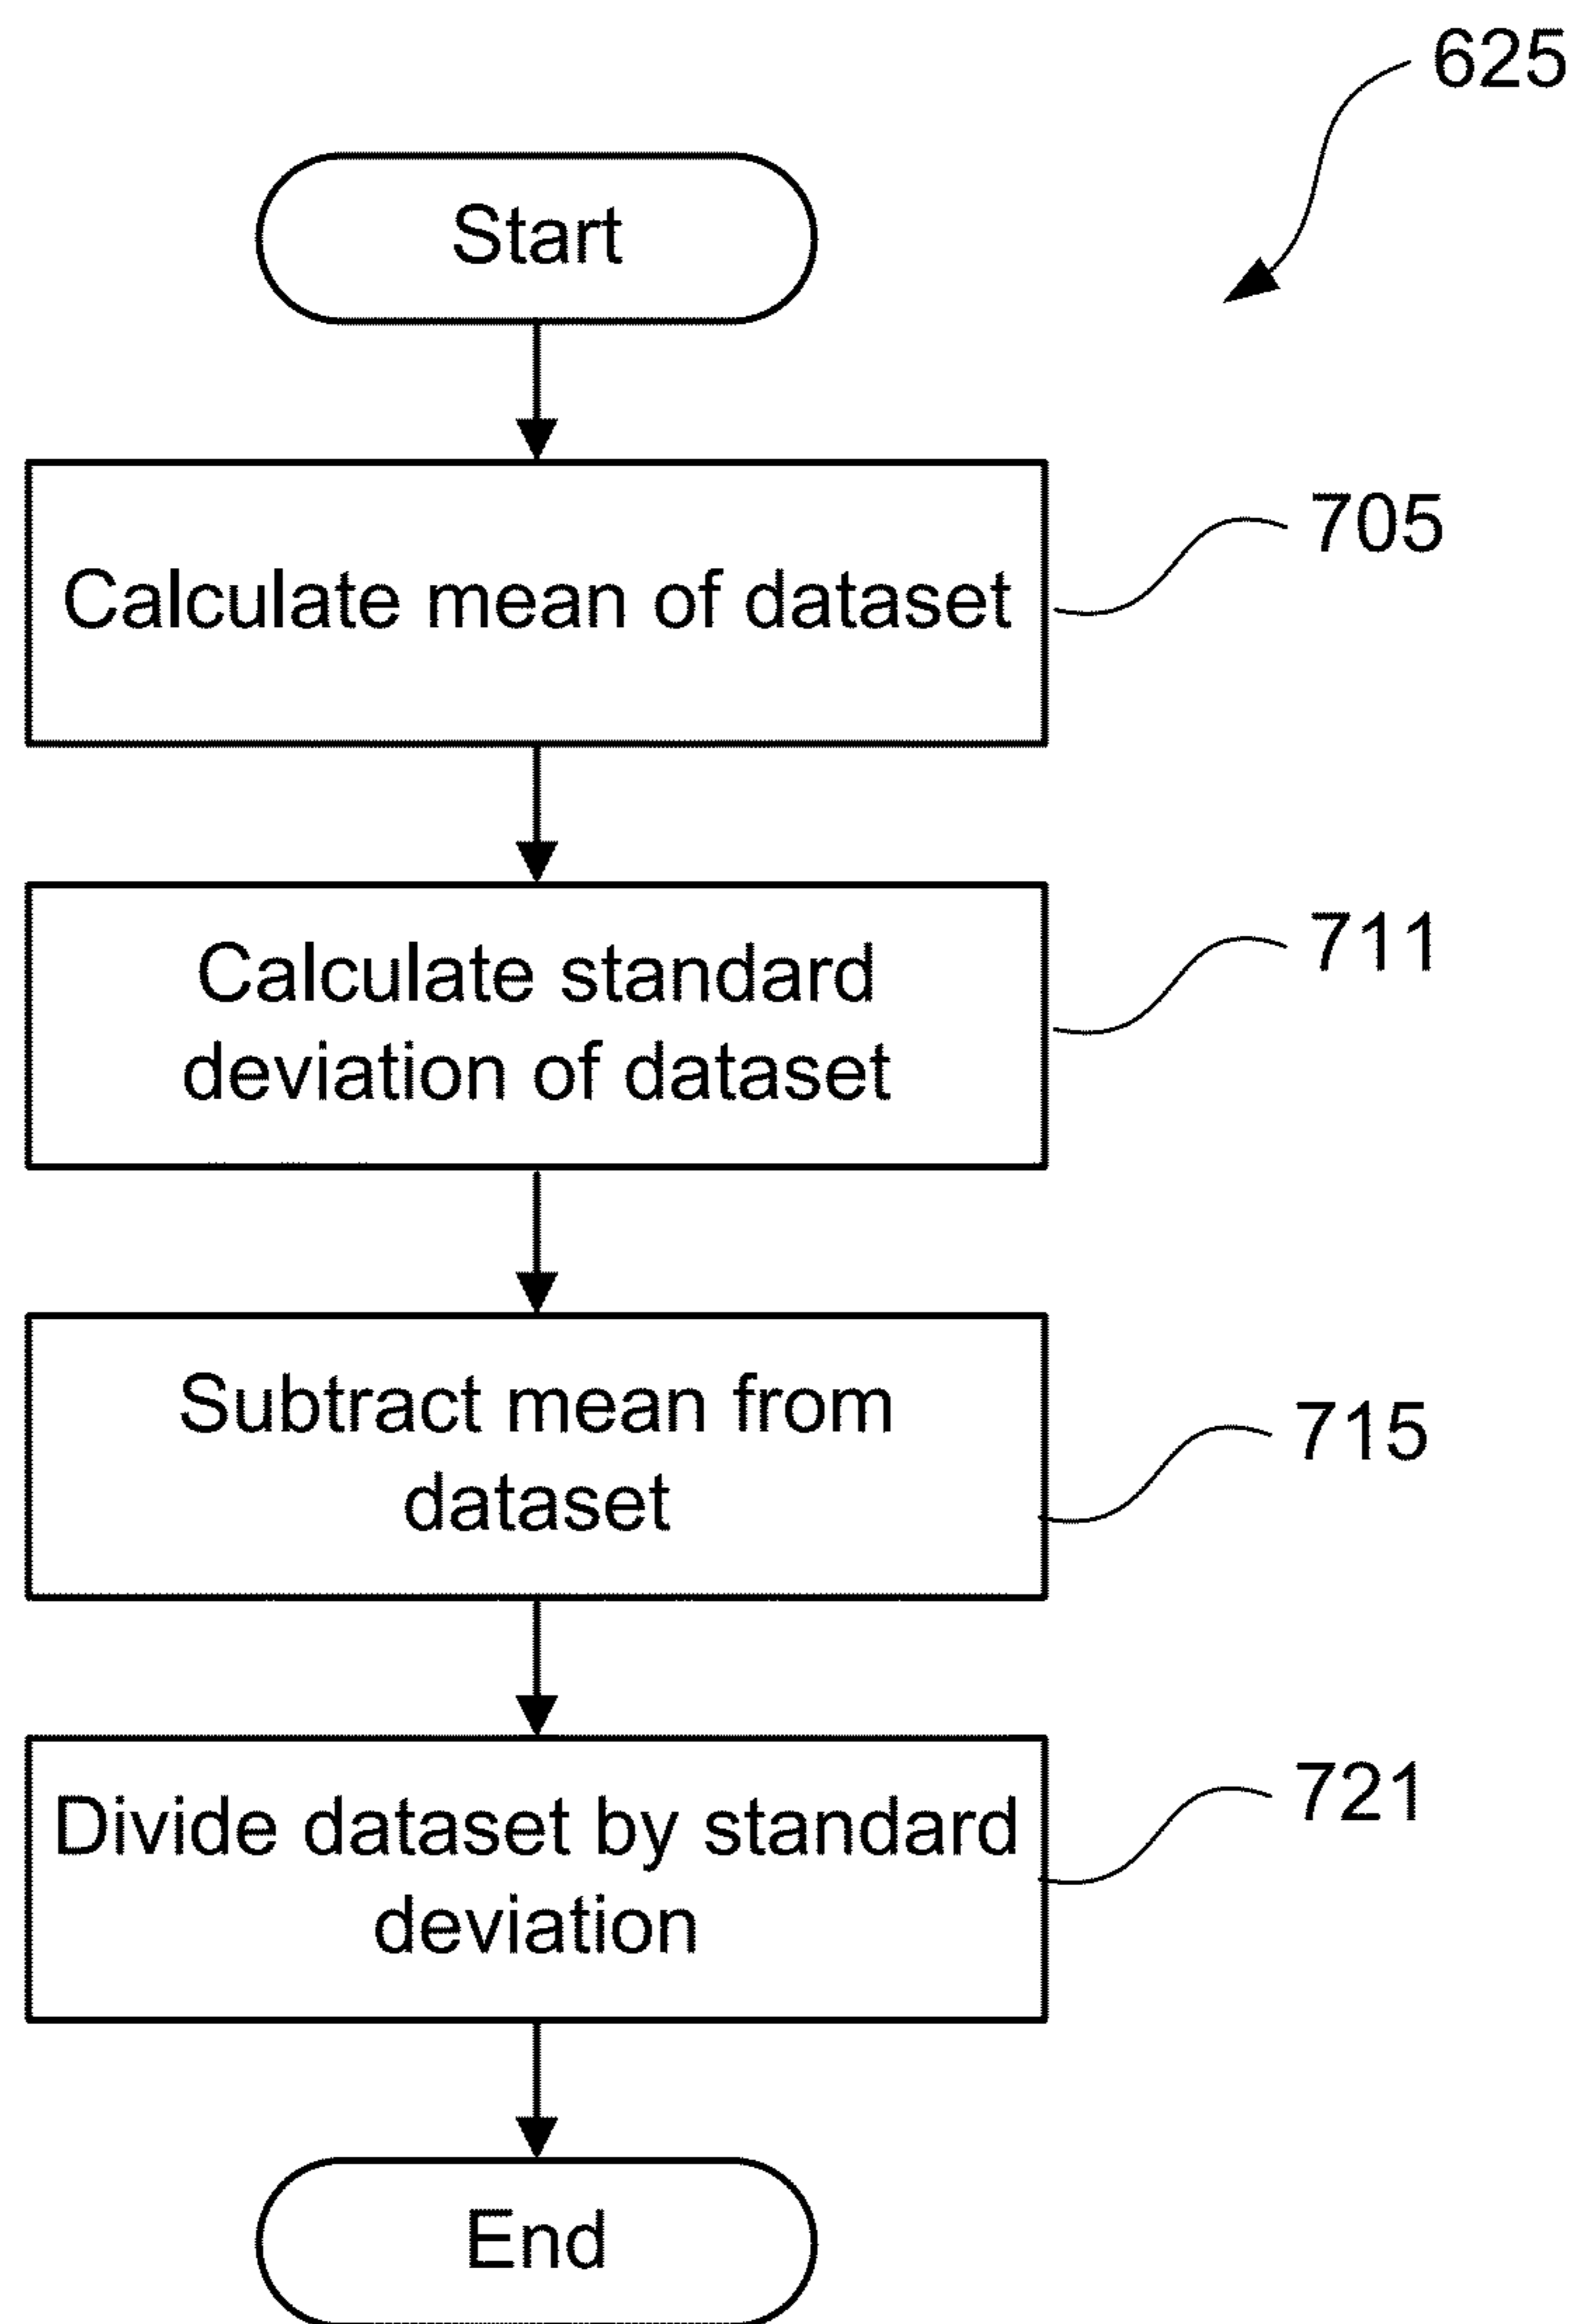 625
Start
Calculate mean of dataset
705
Calculate standard
deviation of dataset
711
Subtract mean from
dataset
715
Divide dataset by standard
deviation
721
End